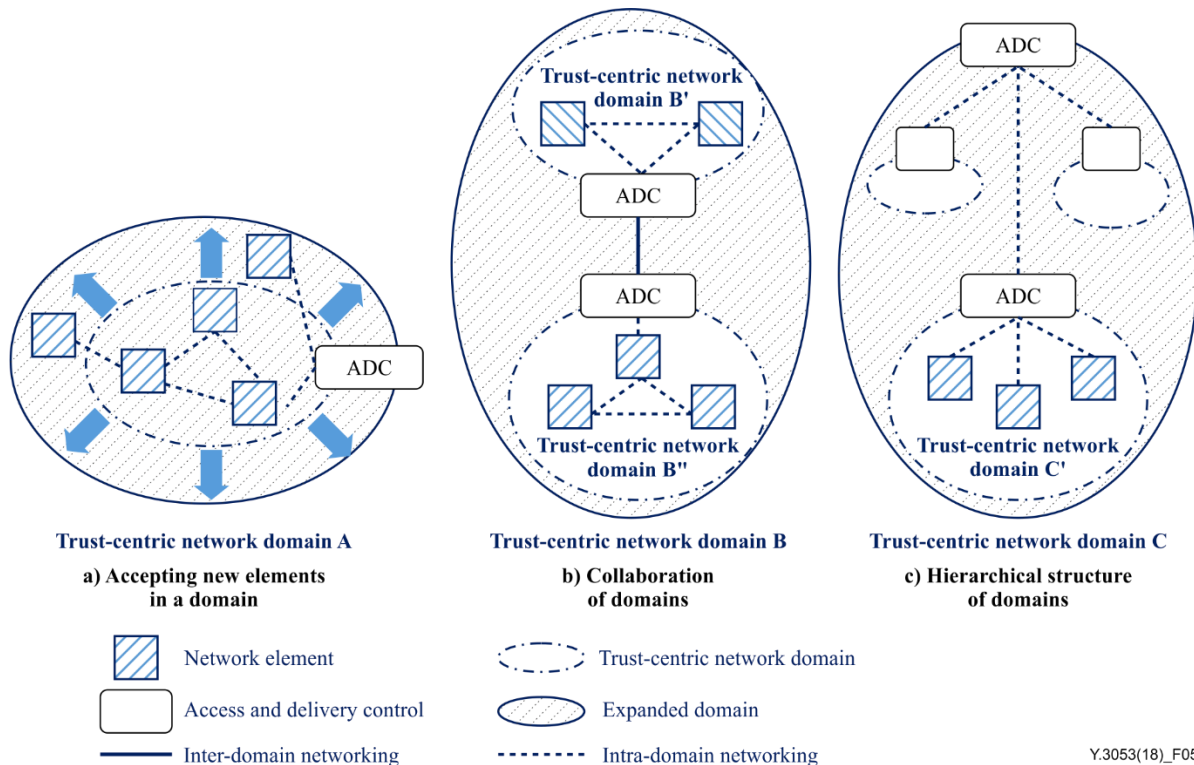 ADC
Trust-centric network
domain B'
ADC
ADC
ADC
ADC
Trust-centric network
domain B"
Trust-centric network
domain C'
Trust-centric network domain A
Trust-centric network domain B
Trust-centric network domain C
a) Accepting new elements
in a domain
b) Collaboration
of domains
c) Hierarchical structure
of domains
Network element
Trust-centric network domain
Access and delivery control
Expanded domain
Inter-domain networking
Intra-domain networking
Y.3053(18)_F05